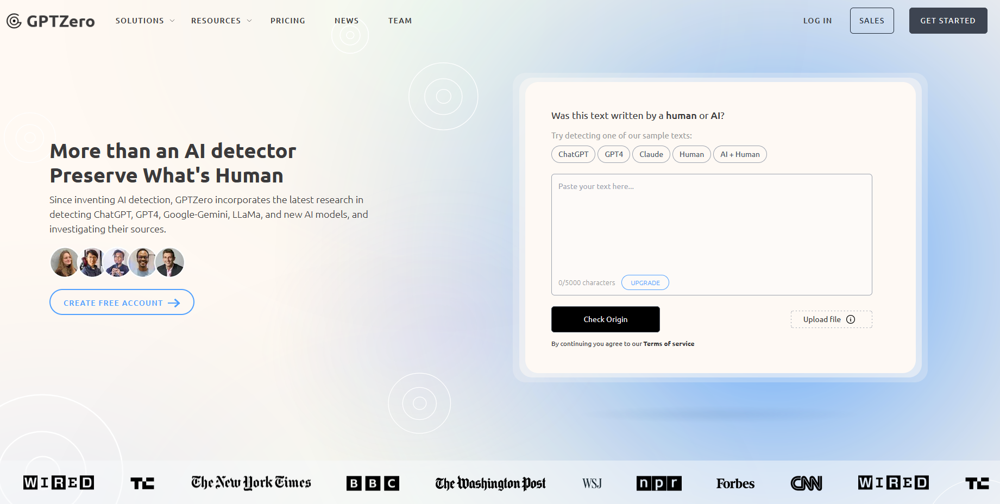 GPTZero
SOLUTIONS RESOURCES PRICING NEWS TEAM LOG IN SALES GET STARTED
More than an AI detector
Preserve What's Human
Since inventing AI detection, GPTZero incorporates the latest research in
detecting ChatGPT, GPT4, Google-Gemini, LLaMa, and new AI models, and
investigating their sources.
CREATE FREE ACCOUNT
Was this text written by a human or AI?
Try detecting one of our sample texts:
ChatGPT GPT4 Claude Human AI + Human
Paste your text here...
0/5000 characters UPGRADE
Check Origin Upload file
By continuing you agree to our Terms of service
WIRED TC The New York Times BBC The Washington Post WSJ npr Forbes CNN WIRED TC